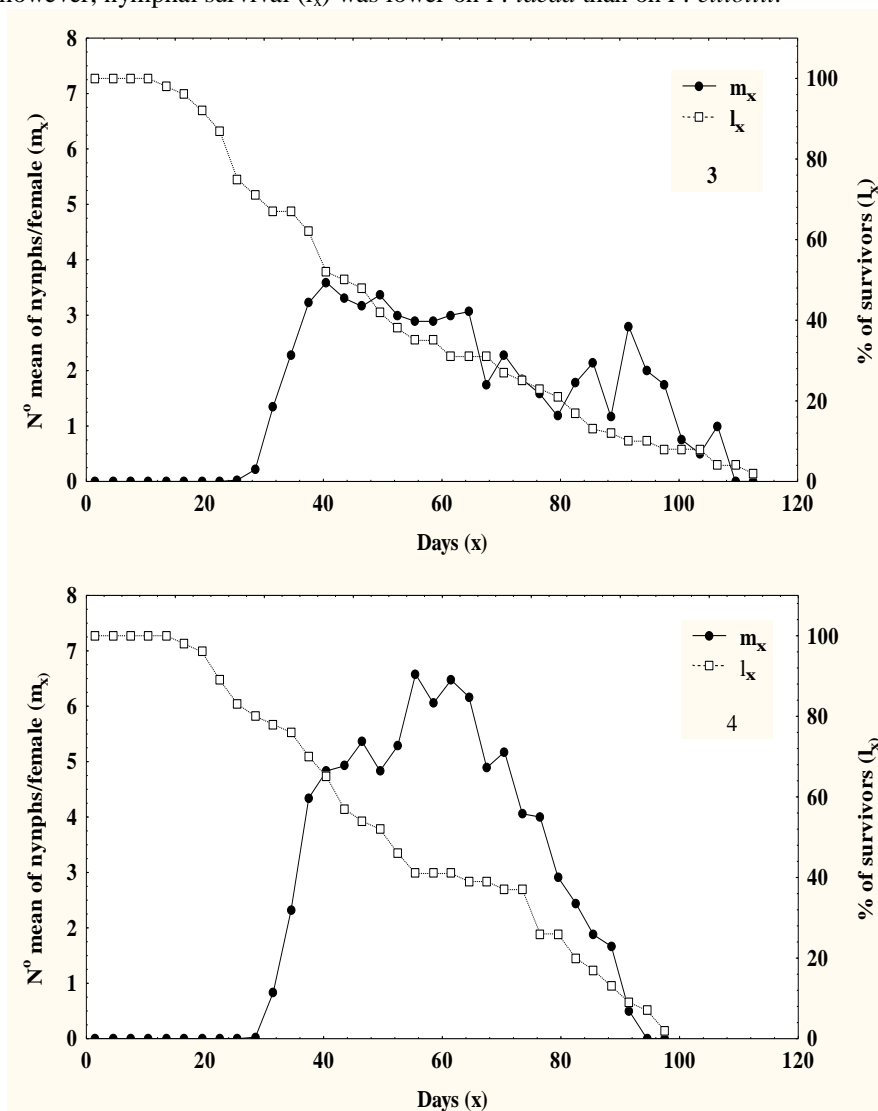 however, nymphal survival (lx) was lower on P. taeda than on P. elliottii.
8
7
6
5
4
3
2
1
0
N° mean of nynphs/female (mx)
100
80
60
40
20
0
% of survivors (lx)
mx
lx
3
0 20 40 60 80 100 120
Days (x)
8
7
6
5
4
3
2
1
0
N° mean of nynphs/female (mx)
100
80
60
40
20
0
% of survivors (lx)
mx
lx
4
0 20 40 60 80 100 120
Days (x)